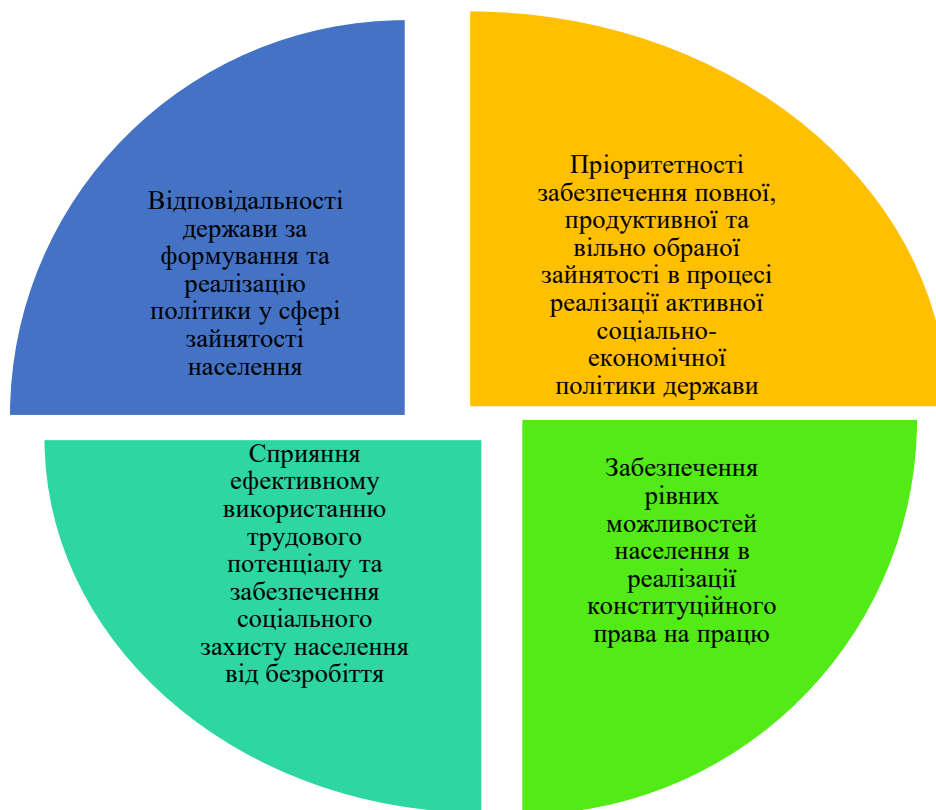 Відповідальності
держави за
формування та
реалізацію
політики у сфері
зайнятості
населення
Пріоритетності
забезпечення повної,
продуктивної та
вільно обраної
зайнятості в процесі
реалізації активної
соціально-
економічної
політики держави
Сприяння
ефективному
використанню
трудового
потенціалу та
забезпечення
соціального
захисту населення
від безробіття
Забезпечення
рівних
можливостей
населення в
реалізації
конституційного
права на працю